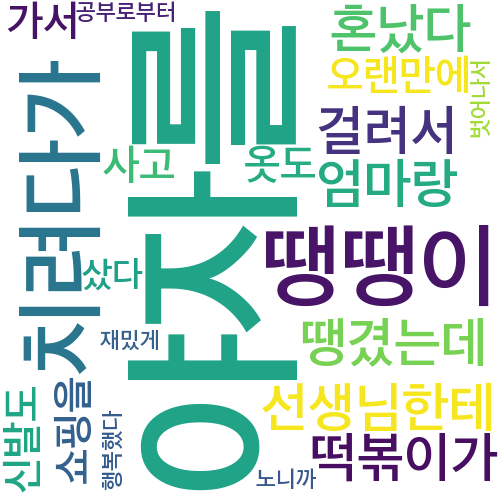 가서
공부로부터
혼났다
오랜만에
벗어나서
치려다가
야자를
걸려서
사고
옷도
엄마랑
땡땡이
샀다
재밌게
땡겼는데
신발도
쇼핑을
행복했다
선생님한테
떡볶이가
노니까